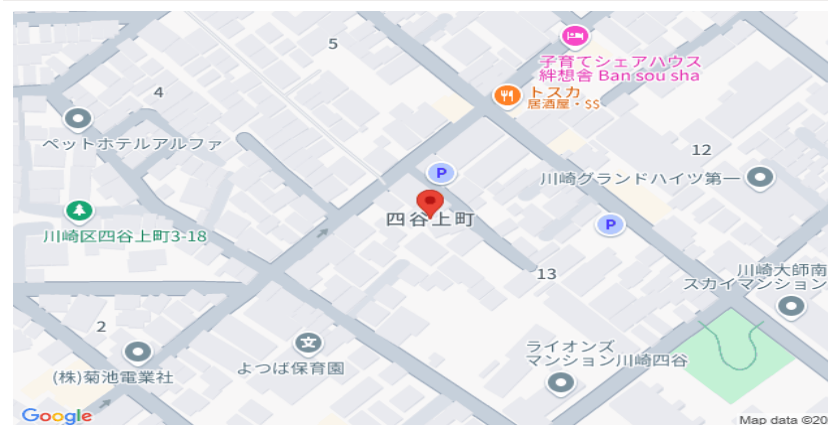 5
子育てシェアハウス
絆想舎 Ban sou sha
4
トスカ
居酒屋・SS
ペットホテルアルファ
12
P
川崎グランドハイツ第一
四谷上町
P
川崎区四谷上町3-18
13
川崎大師南
スカイマンション
2
文
よつば保育園
ライオンズ
マンション川崎四谷
(株)菊池電業社
Google
Map data ©20